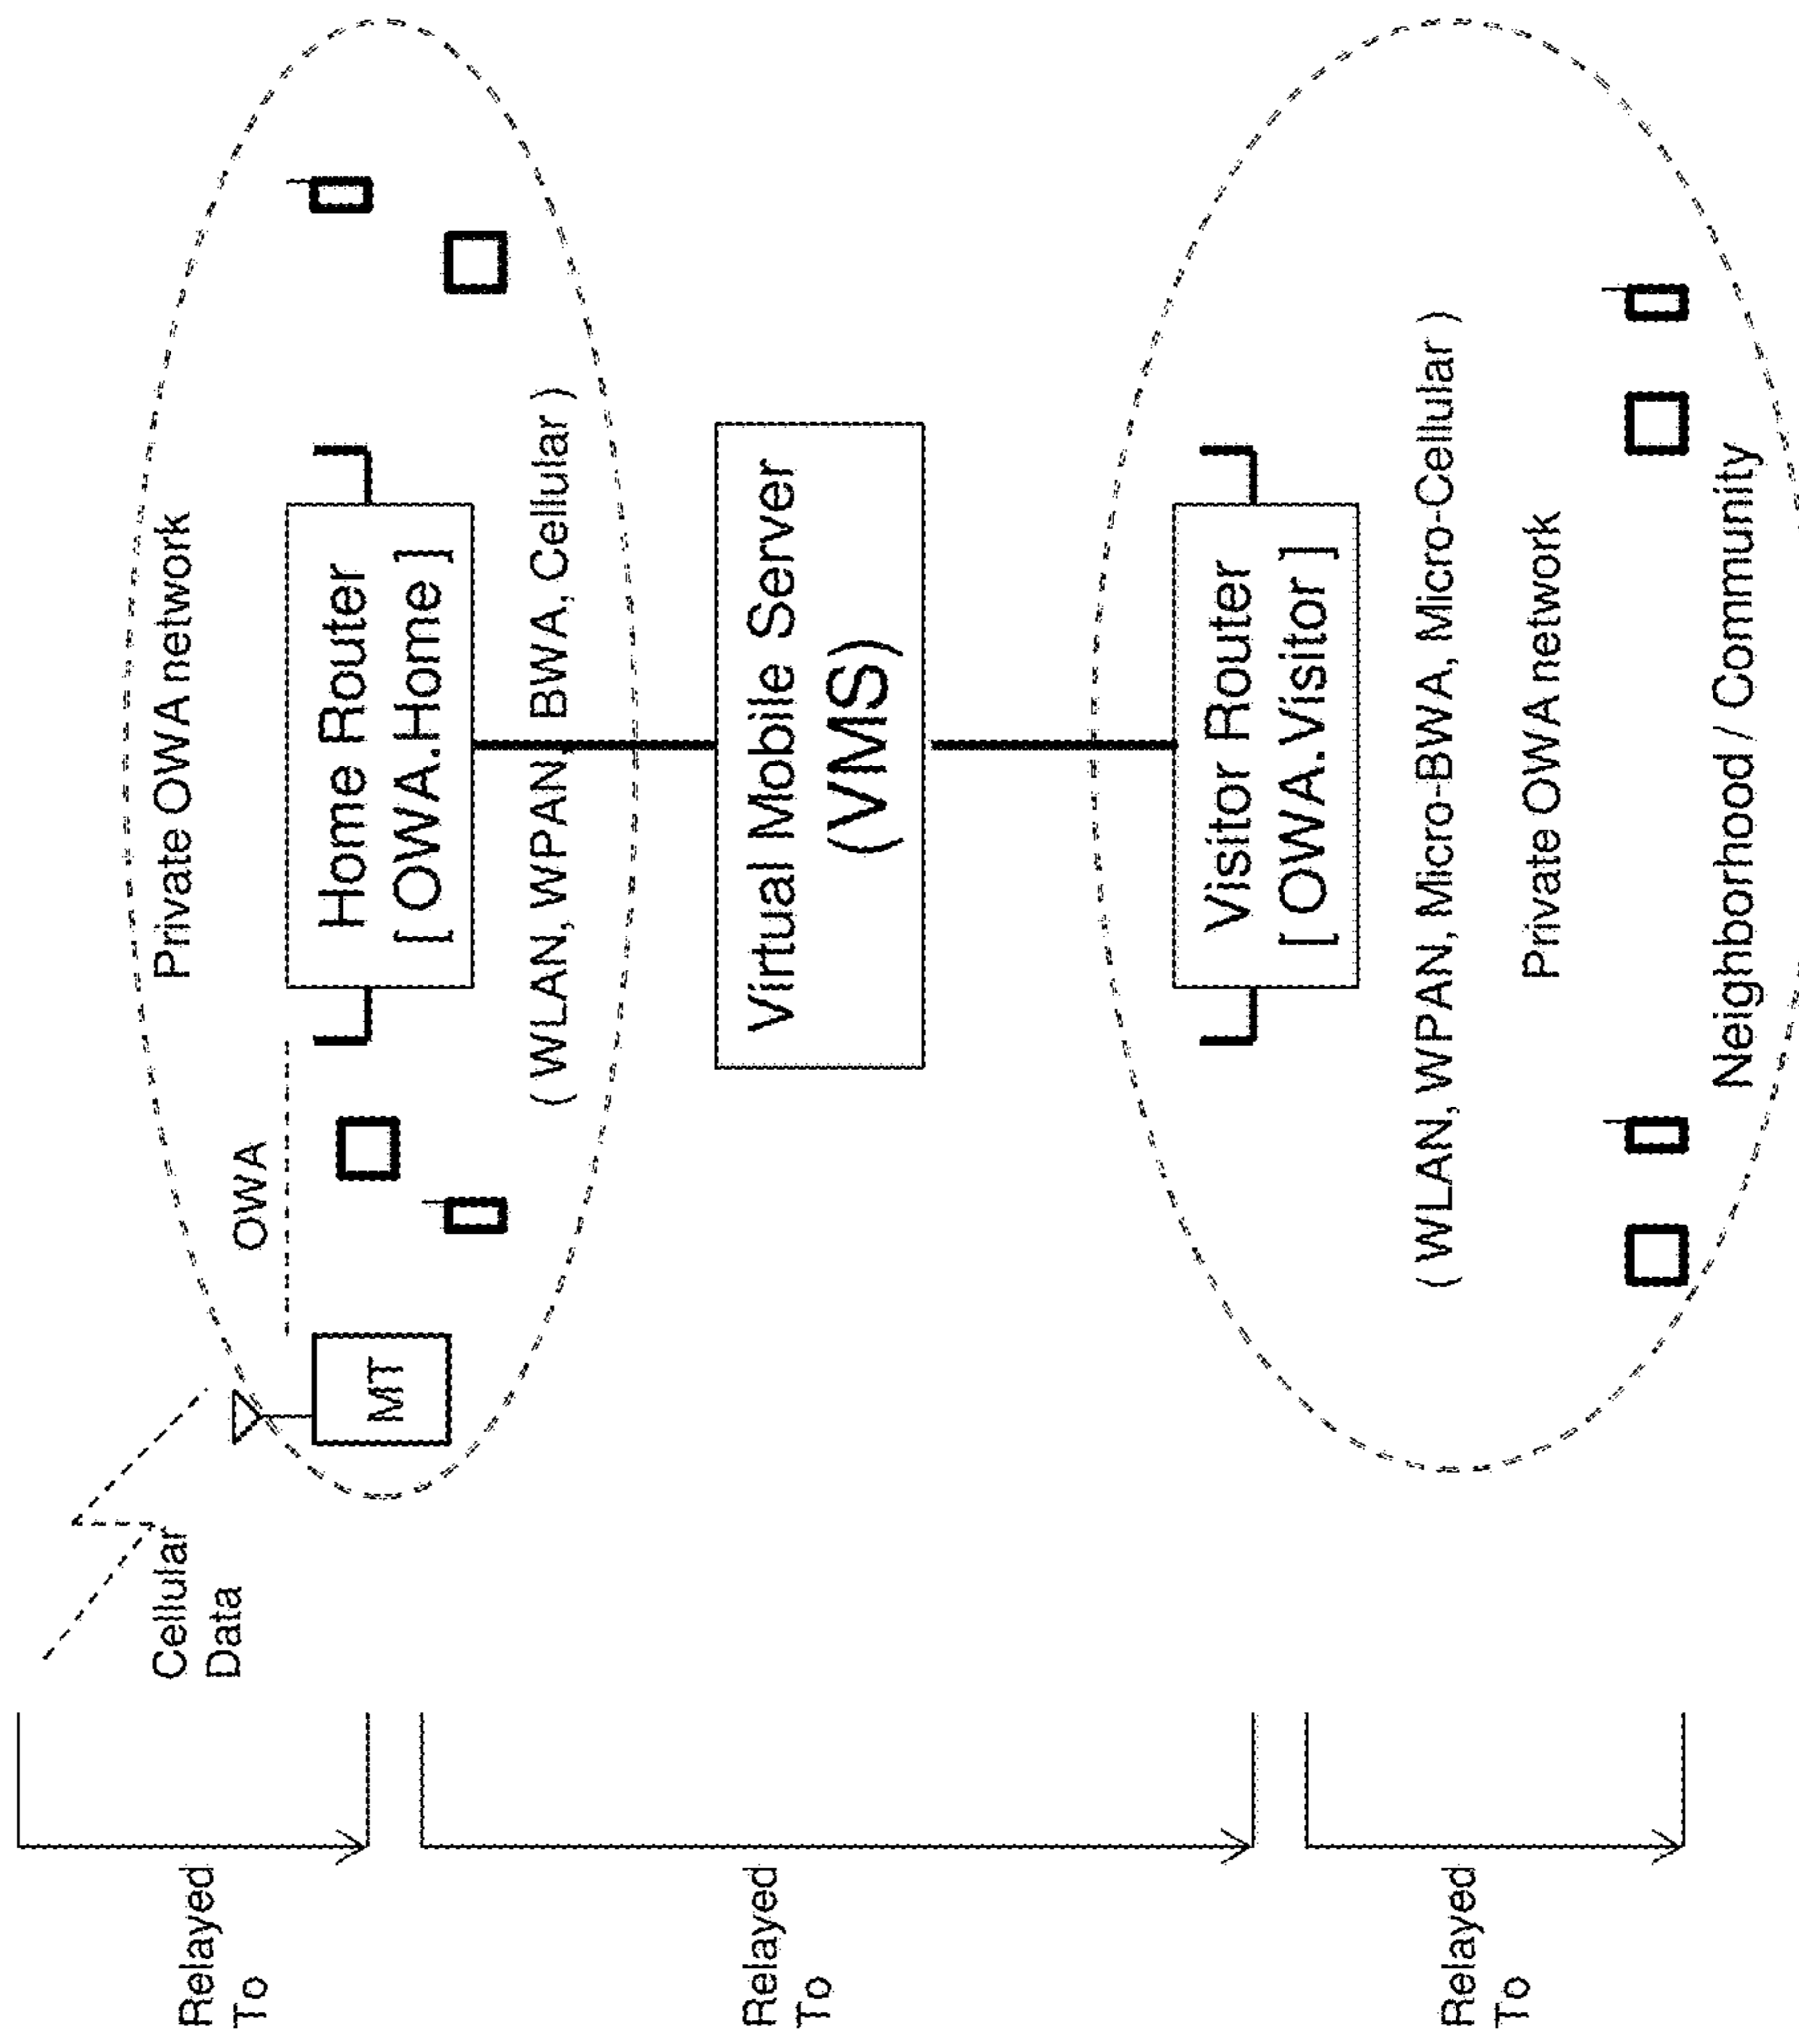 Relayed
To
Relayed
To
Relayed
To
Cellular
Data
MT
OWA
Private OWA network
Home Router
[ OWA.Home ]
( WLAN, WPAN, BWA, Cellular )
Virtual Mobile Server
(VMS)
Visitor Router
[ OWA.Visitor ]
( WLAN, WPAN, Micro-BWA, Micro-Cellular )
Private OWA network
Neighborhood / Community